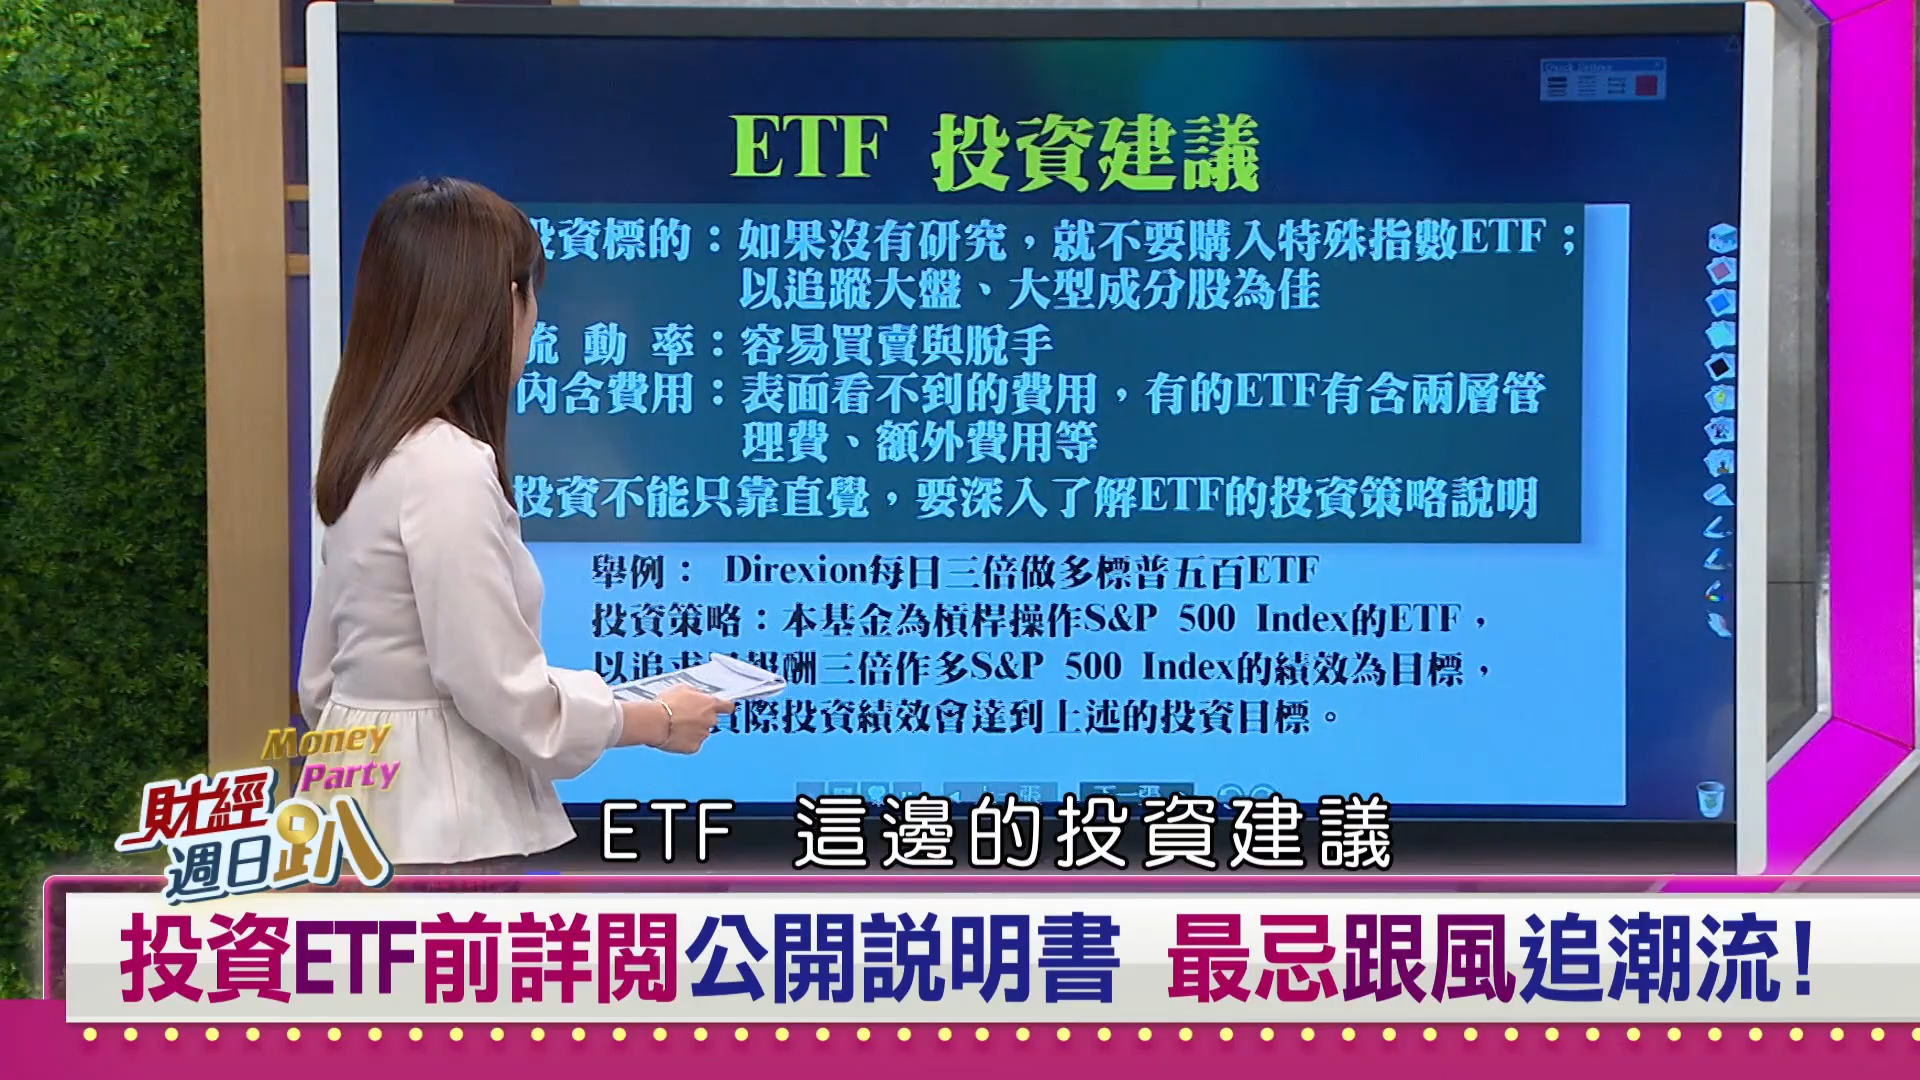 ETF 投資建議
投資標的：如果沒有研究，就不要購入特殊指數ETF；
以追蹤大盤、大型成分股為佳
流 動 率：容易買賣與脫手
內含費用：表面看不到的費用，有的ETF有含兩層管
理費、額外費用等
投資不能只靠直覺，要深入了解ETF的投資策略說明
舉例： Direxion每日三倍做多標普五百ETF
投資策略：本基金為槓桿操作S&P 500 Index的ETF，
以追求 報酬三倍作多S&P 500 Index的績效為目標，
實際投資績效會達到上述的投資目標。
Money
Party
財經
週日趴
ETF 這邊的投資建議
投資ETF前詳閱公開說明書 最忌跟風追潮流！